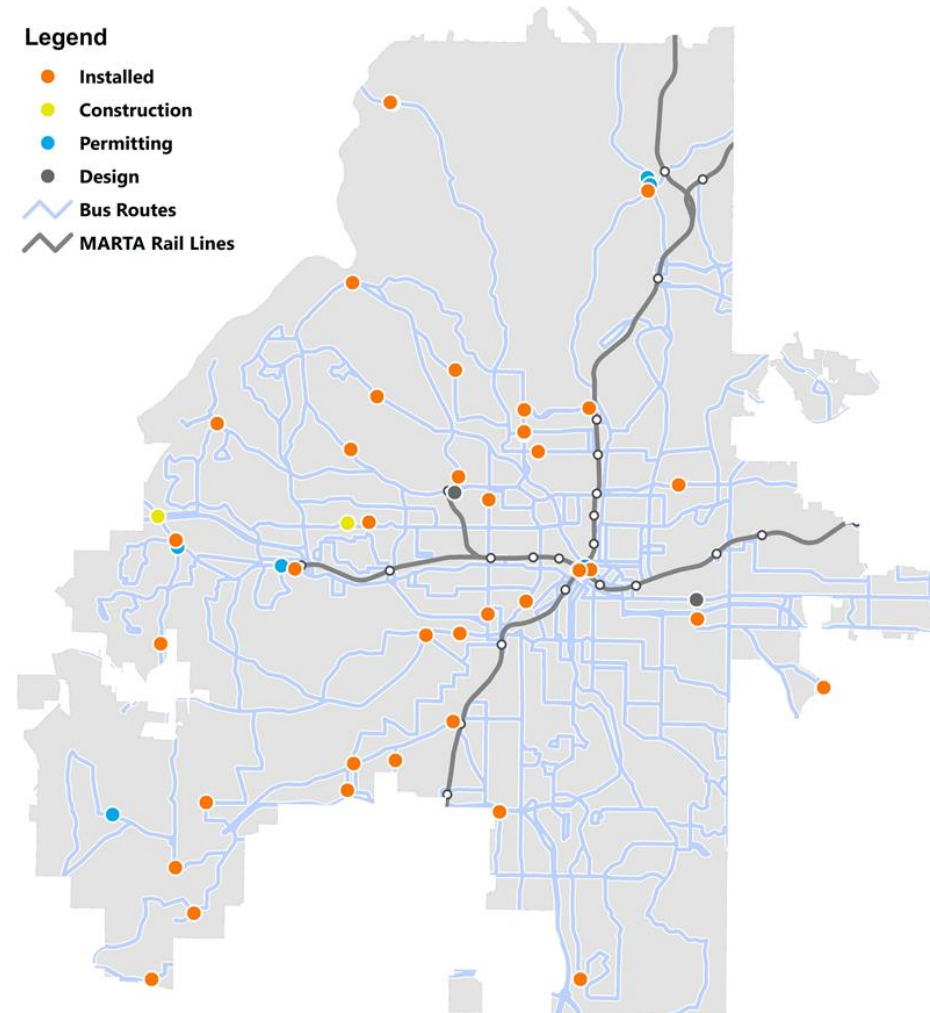 Legend
Installed
Construction
Permitting
Design
Bus Routes
MARTA Rail Lines